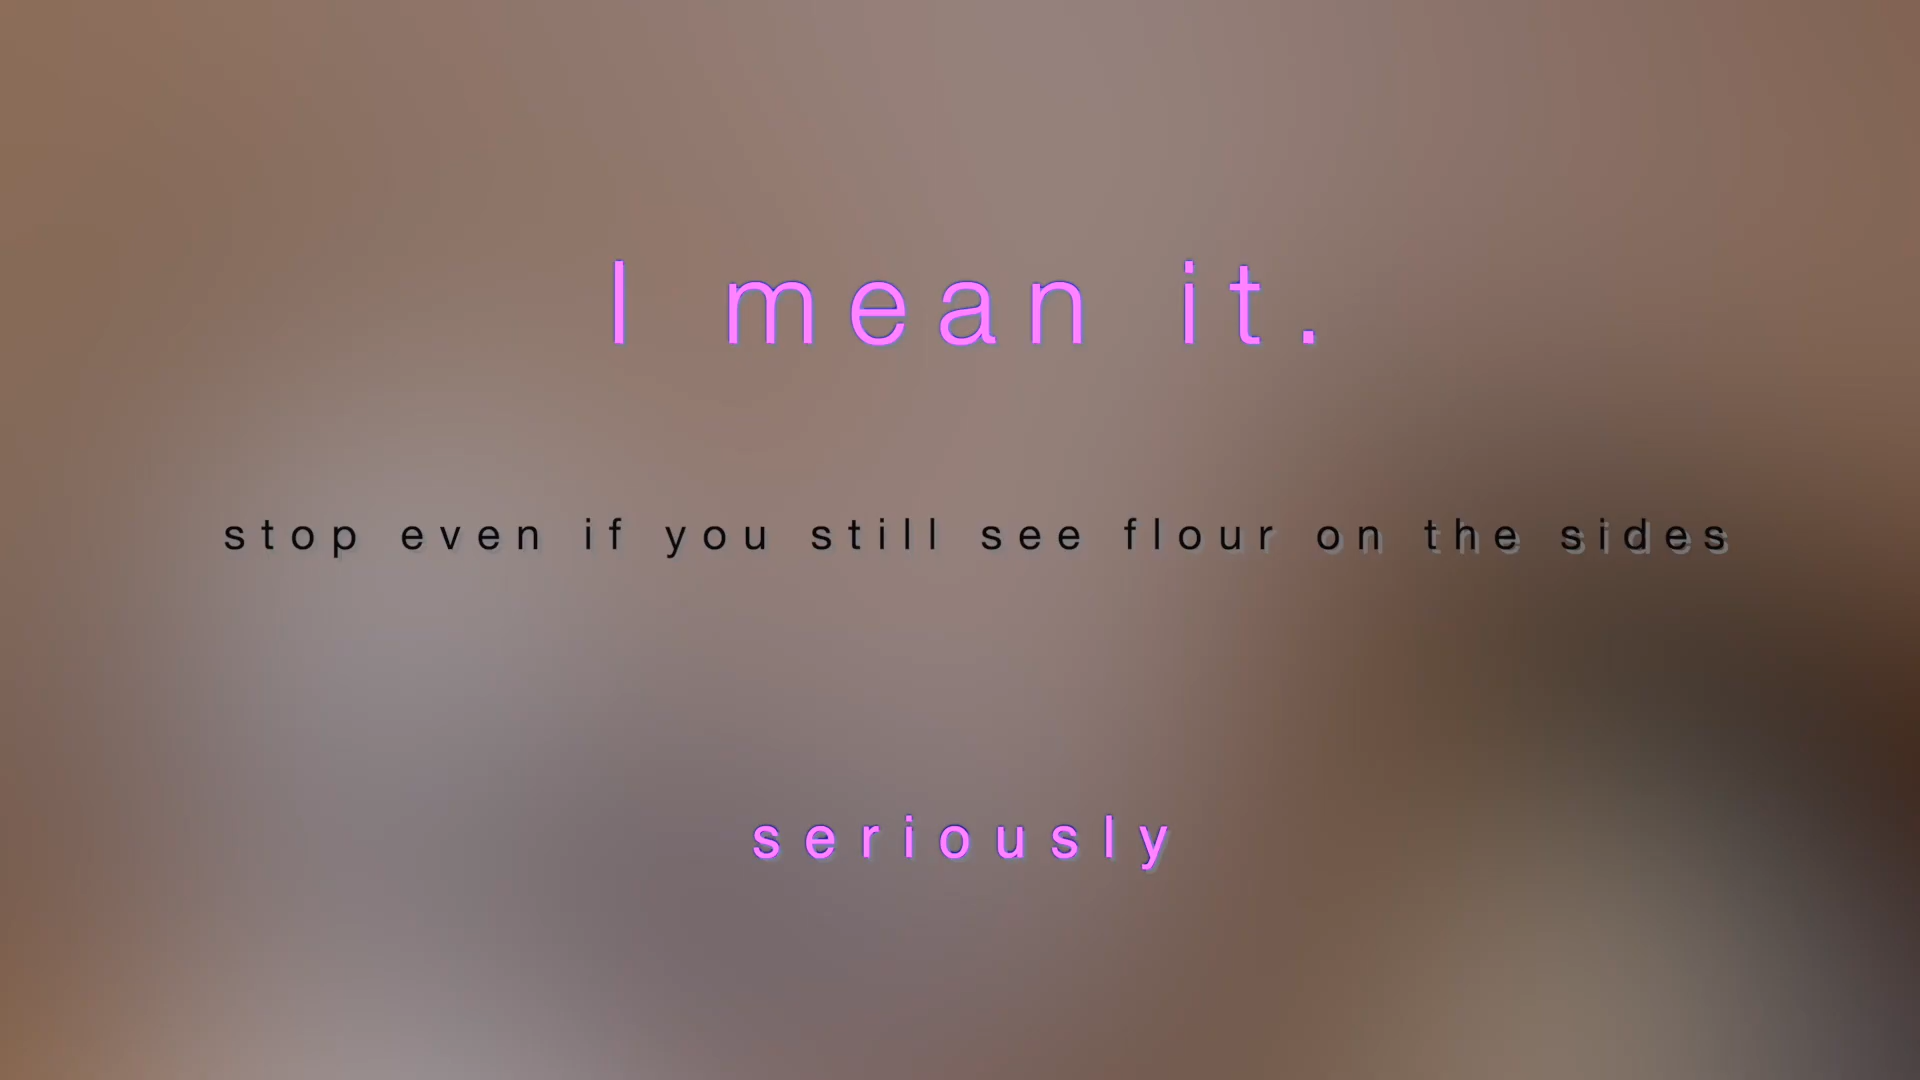 I mean it.
stop even if you still see flour on the sides
seriously